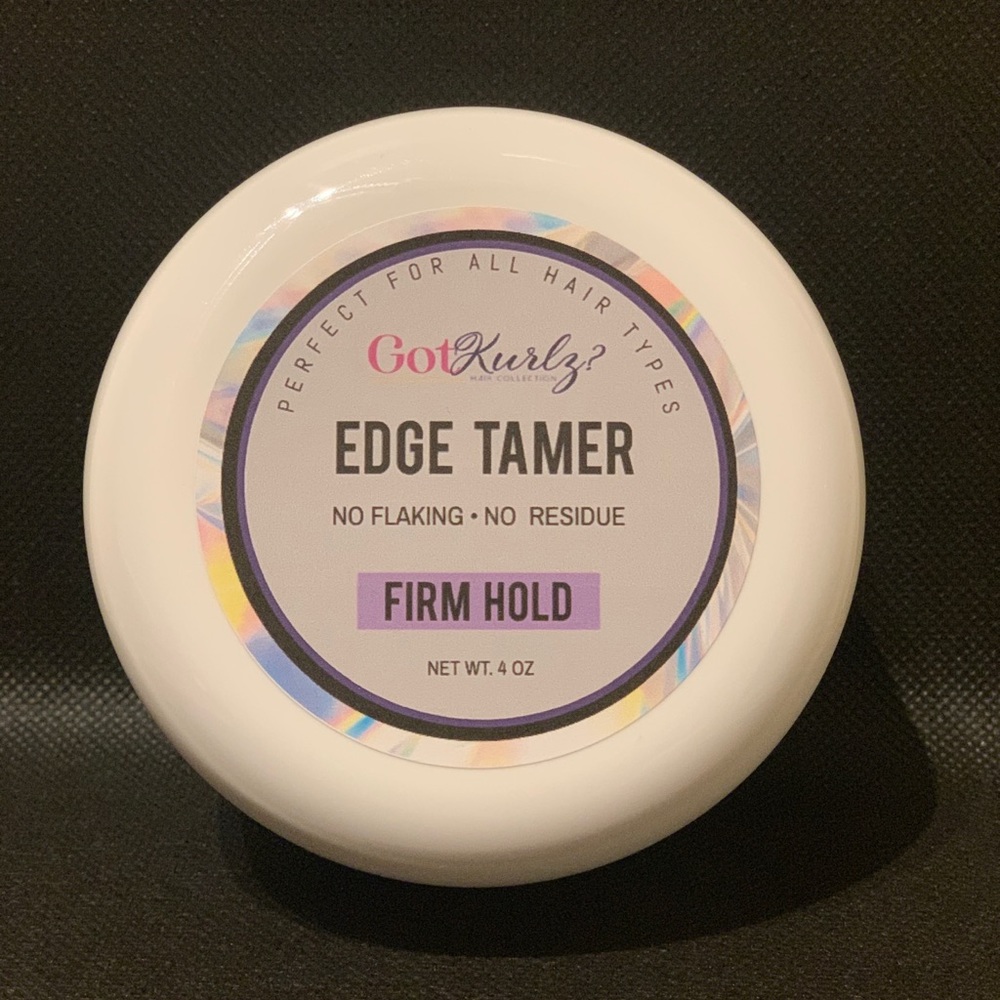 PERFECT FOR ALL HAIR TYPES
GotKurlz?
HAIR COLLECTION
EDGE TAMER
NO FLAKING • NO RESIDUE
FIRM HOLD
NET WT. 4 OZ